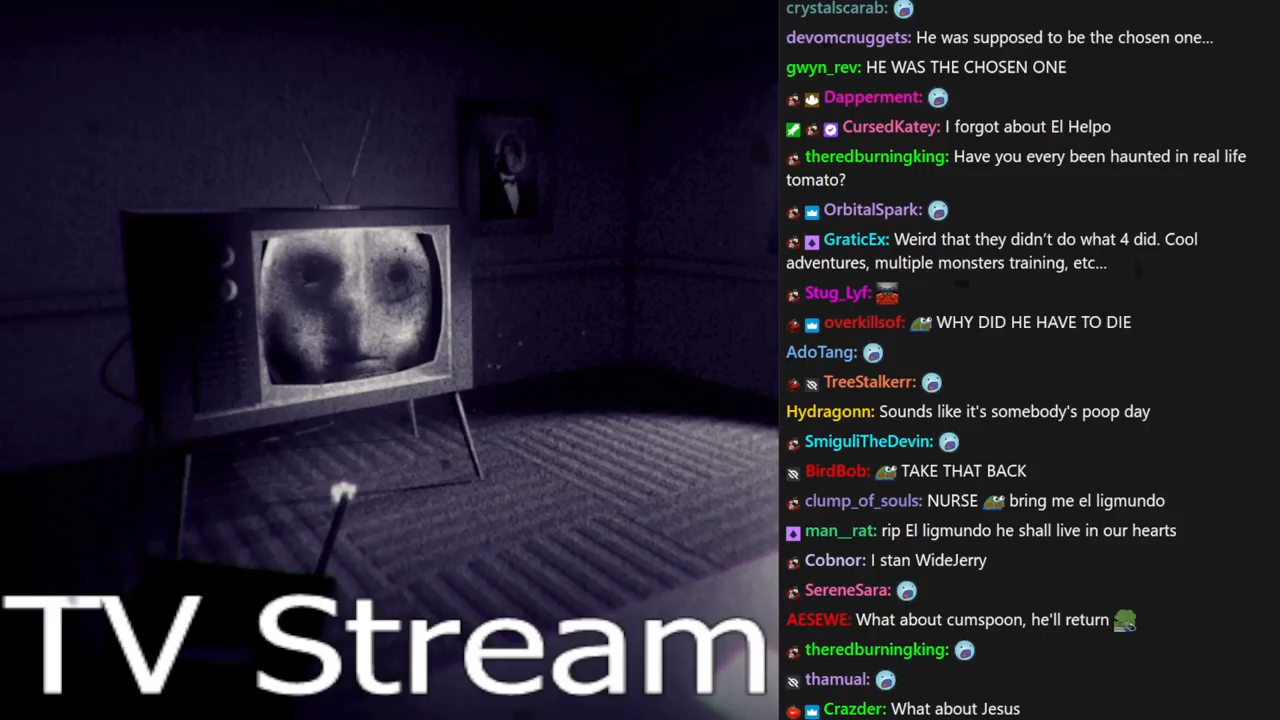 crystalscarab:
devomcnuggets: He was supposed to be the chosen one...
gwyn_rev: HE WAS THE CHOSEN ONE
Dapperment:
CursedKatey: I forgot about El Helpo
theredburningking: Have you every been haunted in real life
tomato?
OrbitalSpark:
GraticEx: Weird that they didn't do what 4 did. Cool
adventures, multiple monsters training, etc...
Stug_Lyf:
overkillsof: WHY DID HE HAVE TO DIE
AdoTang:
TreeStalkerr:
Hydragonn: Sounds like it's somebody's poop day
SmiguliTheDevin:
BirdBob: TAKE THAT BACK
clump_of_souls: NURSE bring me el ligmundo
man__rat: rip El ligmundo he shall live in our hearts
Cobnor: I stan WideJerry
SereneSara:
AESEWE: What about cumspoon, he'll return
theredburningking:
thamual:
Crazder: What about Jesus
TV Stream